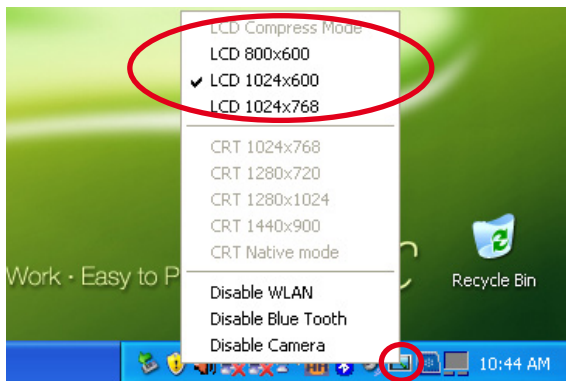 LCD Compress Mode
LCD 800x600
✔ LCD 1024x600
LCD 1024x768
CRT 1024x768
CRT 1280x720
CRT 1280x1024
CRT 1440x900
CRT Native mode
Work · Easy to P
C
Recycle Bin
Disable WLAN
Disable Blue Tooth
Disable Camera
10:44 AM